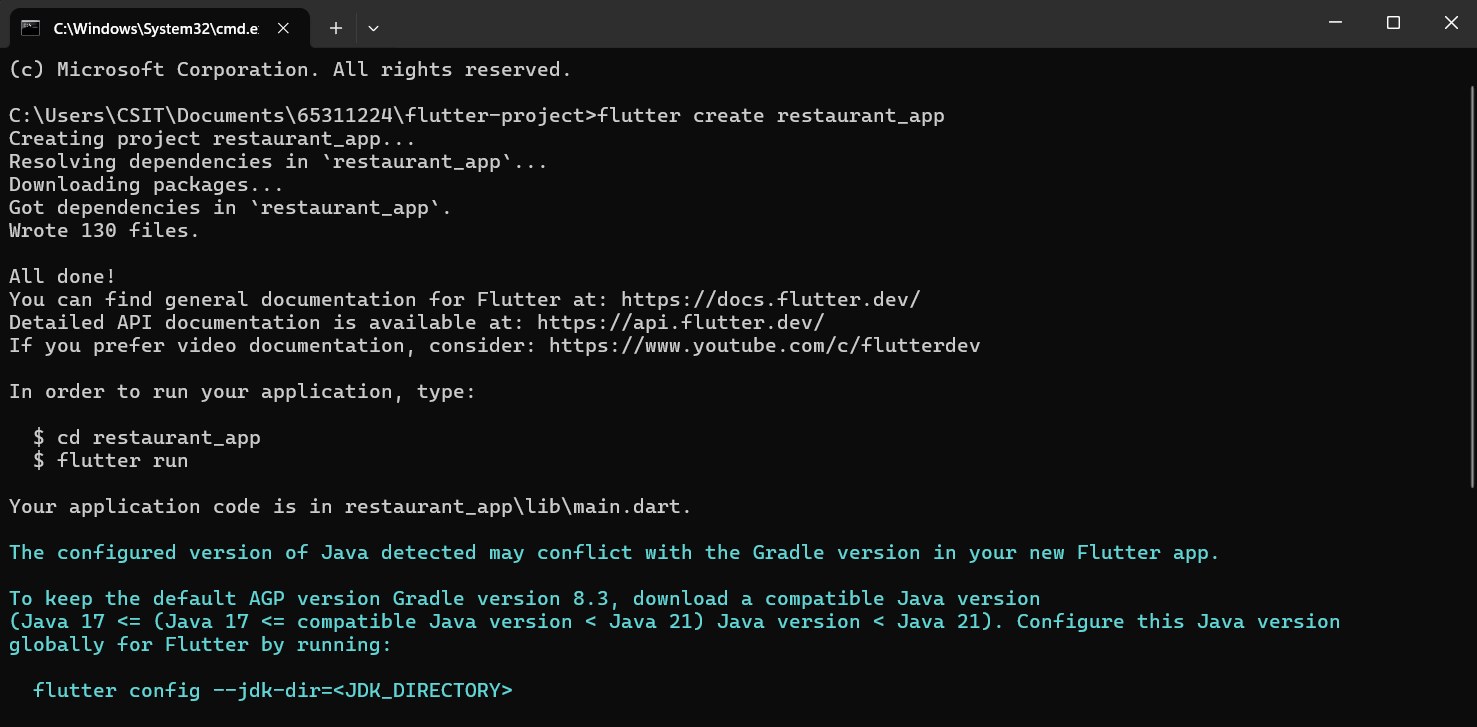 C:\Windows\System32\cmd.e
(c) Microsoft Corporation. All rights reserved.
C:\Users\CSIT\Documents\65311224\flutter-project>flutter create restaurant_app
Creating project restaurant_app...
Resolving dependencies in `restaurant_app`...
Downloading packages...
Got dependencies in `restaurant_app`.
Wrote 130 files.
All done!
You can find general documentation for Flutter at: https://docs.flutter.dev/
Detailed API documentation is available at: https://api.flutter.dev/
If you prefer video documentation, consider: https://www.youtube.com/c/flutterdev
In order to run your application, type:
$ cd restaurant_app
$ flutter run
Your application code is in restaurant_app\lib\main.dart.
The configured version of Java detected may conflict with the Gradle version in your new Flutter app.
To keep the default AGP version Gradle version 8.3, download a compatible Java version
(Java 17 <= (Java 17 <= compatible Java version < Java 21) Java version < Java 21). Configure this Java version
globally for Flutter by running:
flutter config --jdk-dir=<JDK_DIRECTORY>